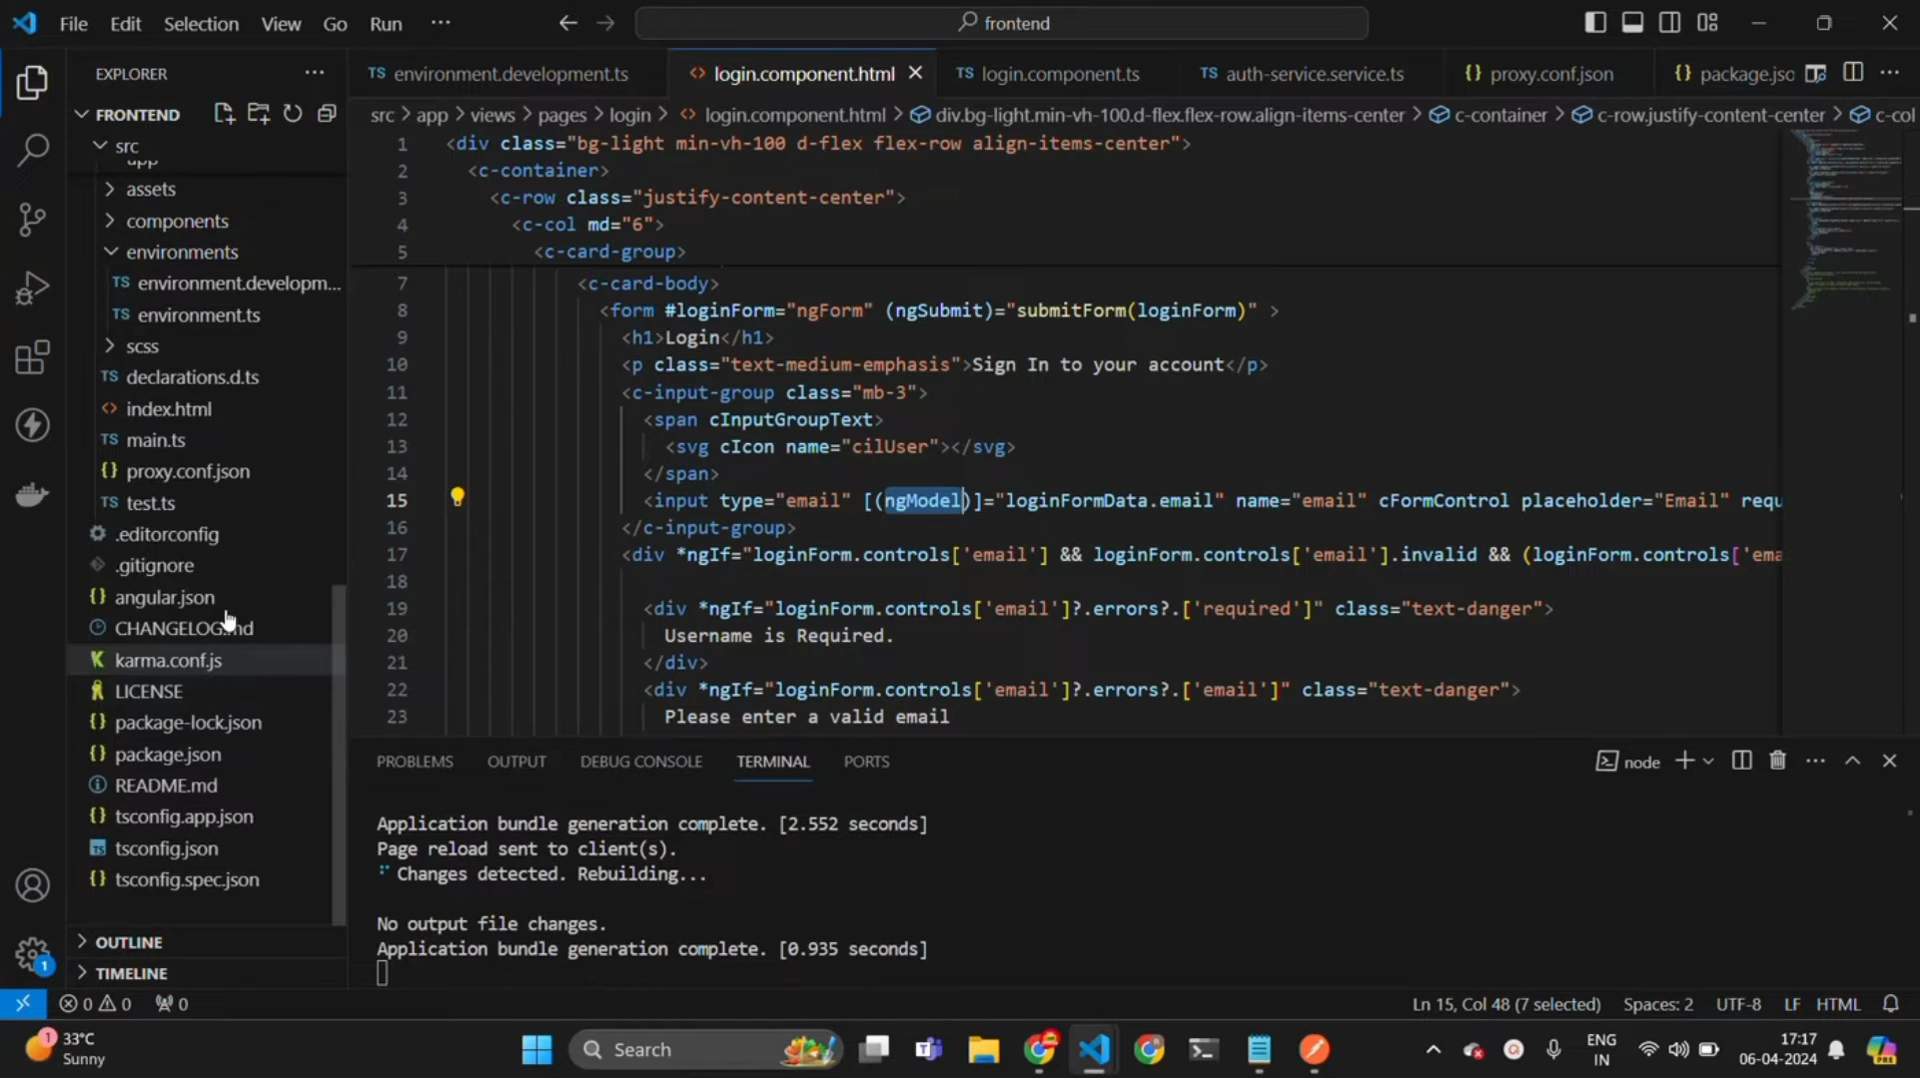 File Edit Selection View Go Run ···
frontend
EXPLORER
FRONTEND
src
app
assets
components
environments
TS environment.developm...
TS environment.ts
scss
TS declarations.d.ts
<> index.html
TS main.ts
{} proxy.conf.json
TS test.ts
.editorconfig
.gitignore
{} angular.json
karma.conf.js
LICENSE
{} package-lock.json
{} package.json
README.md
{} tsconfig.app.json
TS tsconfig.json
{} tsconfig.spec.json
OUTLINE
TIMELINE
TS environment.development.ts <> login.component.html TS login.component.ts TS auth-service.service.ts {} proxy.conf.json {} package.jso
src > app > views > pages > login > <> login.component.html > div.bg-light.min-vh-100.d-flex.flex-row.align-items-center > c-container > c-row.justify-content-center > c-col
1 <div class="bg-light min-vh-100 d-flex flex-row align-items-center">
2 <c-container>
3 <c-row class="justify-content-center">
4 <c-col md="6">
5 <c-card-group>
7 <c-card-body>
8 <form #loginForm="ngForm" (ngSubmit)="submitForm(loginForm)" >
9 <h1>Login</h1>
10 <p class="text-medium-emphasis">Sign In to your account</p>
11 <c-input-group class="mb-3">
12 <span cInputGroupText>
13 <svg cIcon name="cilUser"></svg>
14 </span>
15 <input type="email" [(ngModel)]="loginFormData.email" name="email" cFormControl placeholder="Email" requ
16 </c-input-group>
17 <div *ngIf="loginForm.controls['email'] && loginForm.controls['email'].invalid && (loginForm.controls['ema
18
19 <div *ngIf="loginForm.controls['email']?.errors?.['required']" class="text-danger">
20 Username is Required.
21 </div>
22 <div *ngIf="loginForm.controls['email']?.errors?.['email']" class="text-danger">
23 Please enter a valid email
PROBLEMS OUTPUT DEBUG CONSOLE TERMINAL PORTS
node
Application bundle generation complete. [2.552 seconds]
Page reload sent to client(s).
Changes detected. Rebuilding...
No output file changes.
Application bundle generation complete. [0.935 seconds]
1
0 0 0
Ln 15, Col 48 (7 selected) Spaces: 2 UTF-8 LF HTML
1
33°C
Sunny
Search
ENG
IN
17:17
06-04-2024
PRE